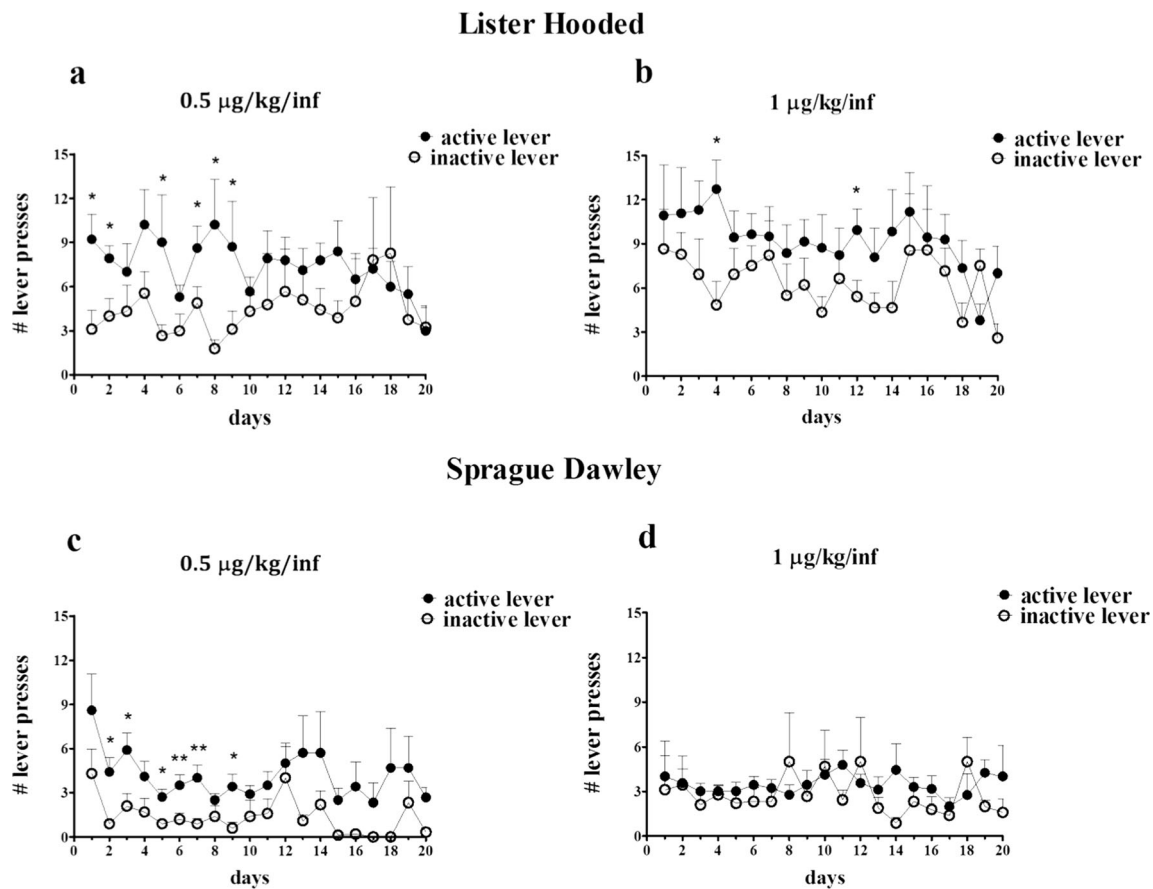 Lister Hooded
a
0.5 μg/kg/inf
active lever
inactive lever
15
12
9
6
3
0
# lever presses
* * * * * *
0 2 4 6 8 10 12 14 16 18 20
days
b
1 μg/kg/inf
active lever
inactive lever
15
12
9
6
3
0
# lever presses
* *
0 2 4 6 8 10 12 14 16 18 20
days
Sprague Dawley
c
0.5 μg/kg/inf
active lever
inactive lever
15
12
9
6
3
0
# lever presses
* * * ** ** *
0 2 4 6 8 10 12 14 16 18 20
days
d
1 μg/kg/inf
active lever
inactive lever
15
12
9
6
3
0
# lever presses
0 2 4 6 8 10 12 14 16 18 20
days